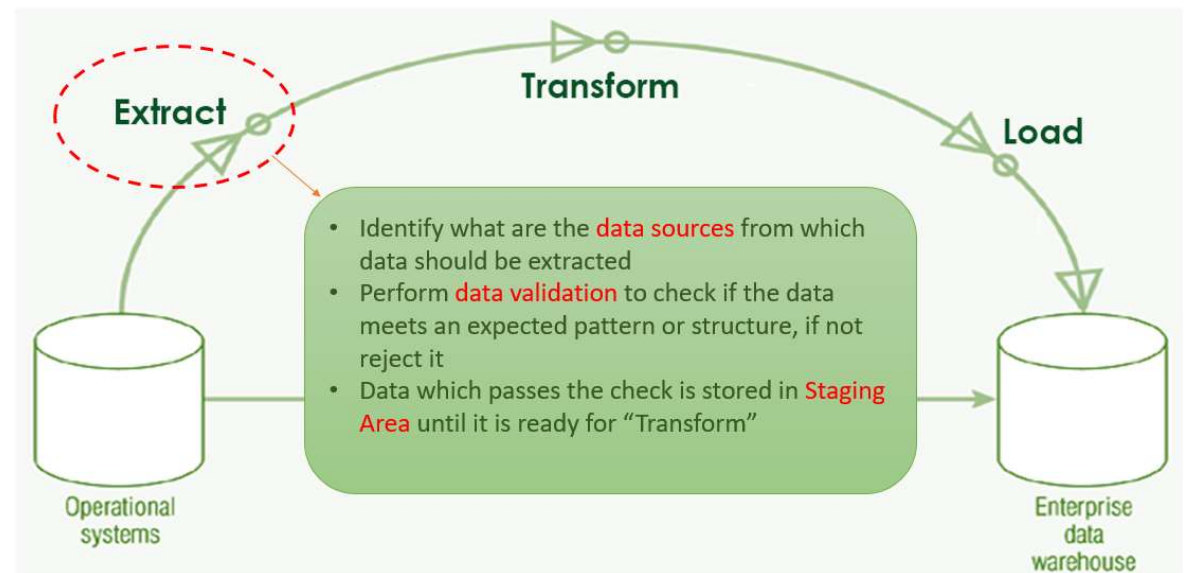 Extract
Transform
Load
• Identify what are the data sources from which
data should be extracted
• Perform data validation to check if the data
meets an expected pattern or structure, if not
reject it
• Data which passes the check is stored in Staging
Area until it is ready for “Transform”
Operational
systems
Enterprise
data
warehouse